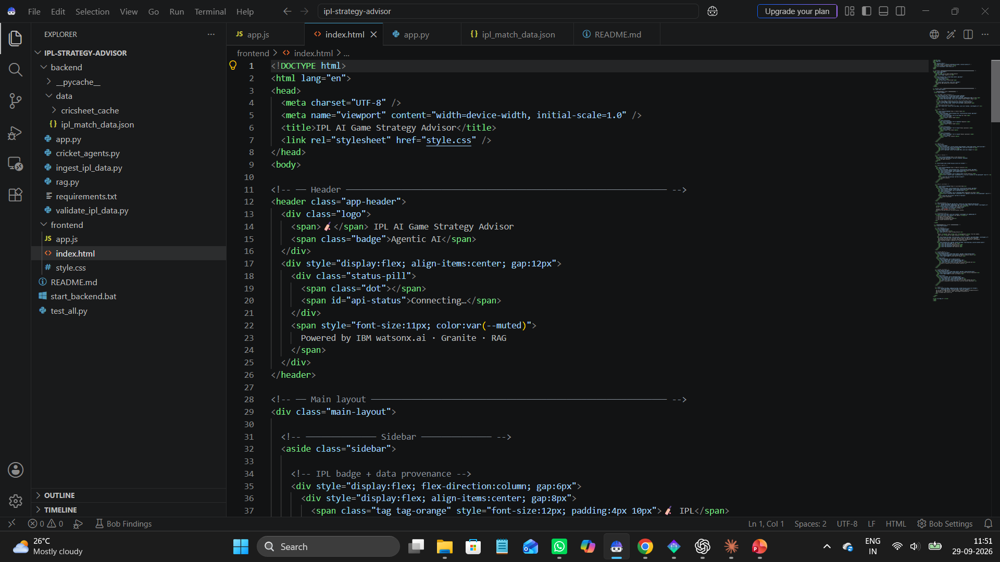 File Edit Selection View Go Run Terminal Help
ipl-strategy-advisor
Upgrade your plan
EXPLORER
IPL-STRATEGY-ADVISOR
backend
__pycache__
data
cricsheet_cache
ipl_match_data.json
app.py
cricket_agents.py
ingest_ipl_data.py
rag.py
requirements.txt
validate_ipl_data.py
frontend
JS app.js
index.html
# style.css
README.md
start_backend.bat
test_all.py
OUTLINE
TIMELINE
JS app.js
index.html
app.py
ipl_match_data.json
README.md
frontend > index.html > ...
1 <!DOCTYPE html>
2 <html lang="en">
3 <head>
4 <meta charset="UTF-8" />
5 <meta name="viewport" content="width=device-width, initial-scale=1.0" />
6 <title>IPL AI Game Strategy Advisor</title>
7 <link rel="stylesheet" href="style.css" />
8 </head>
9 <body>
10
11 <!-- ── Header ──────────────────────────────── -->
12 <header class="app-header">
13 <div class="logo">
14 <span>🏏</span> IPL AI Game Strategy Advisor
15 <span class="badge">Agentic AI</span>
16 </div>
17 <div style="display:flex; align-items:center; gap:12px">
18 <div class="status-pill">
19 <span class="dot"></span>
20 <span id="api-status">Connecting…</span>
21 </div>
22 <span style="font-size:11px; color:var(--muted)">
23 Powered by IBM watsonx.ai · Granite · RAG
24 </span>
25 </div>
26 </header>
27
28 <!-- ── Main layout ──────────────────────────────── -->
29 <div class="main-layout">
30
31 <!-- ────────────── Sidebar ────────────── -->
32 <aside class="sidebar">
33
34 <!-- IPL badge + data provenance -->
35 <div style="display:flex; flex-direction:column; gap:6px">
36 <div style="display:flex; align-items:center; gap:8px">
37 <span class="tag tag-orange" style="font-size:12px; padding:4px 10px">🏏 IPL</span>
0 0 Bob Findings
Ln 1, Col 1 Spaces: 2 UTF-8 LF HTML Bob Settings
26°C
Mostly cloudy
Search
ENG
IN
11:51
29-09-2026